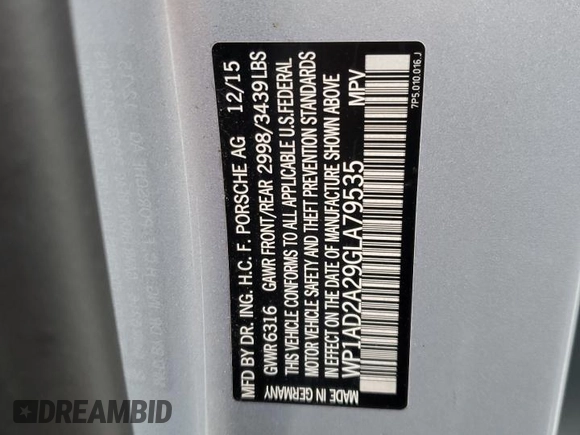 MFD BY DR. ING. H.C. F. PORSCHE AG 12/15
GWWR 6316 GAWR FRONT/REAR 2998/3439 LBS
THIS VEHICLE CONFORMS TO ALL APPLICABLE U.S. FEDERAL
MOTOR VEHICLE SAFETY AND THEFT PREVENTION STANDARDS
IN EFFECT ON THE DATE OF MANUFACTURE SHOWN ABOVE
WP1AD2A29GLA79535 MPV
MADE IN GERMANY
7P5.010.016.J
DREAMBID